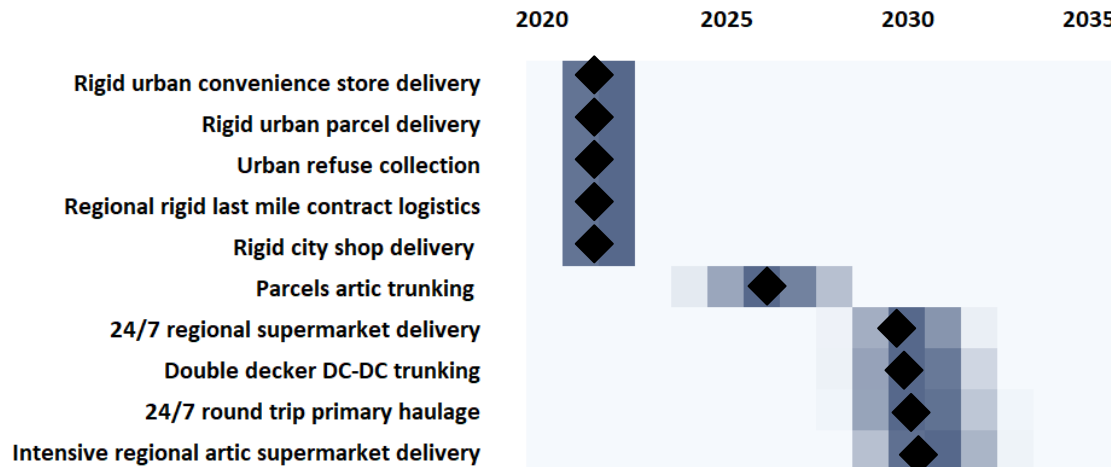 2020 2025 2030 2035
Rigid urban convenience store delivery
Rigid urban parcel delivery
Urban refuse collection
Regional rigid last mile contract logistics
Rigid city shop delivery
Parcels artic trunking
24/7 regional supermarket delivery
Double decker DC-DC trunking
24/7 round trip primary haulage
Intensive regional artic supermarket delivery